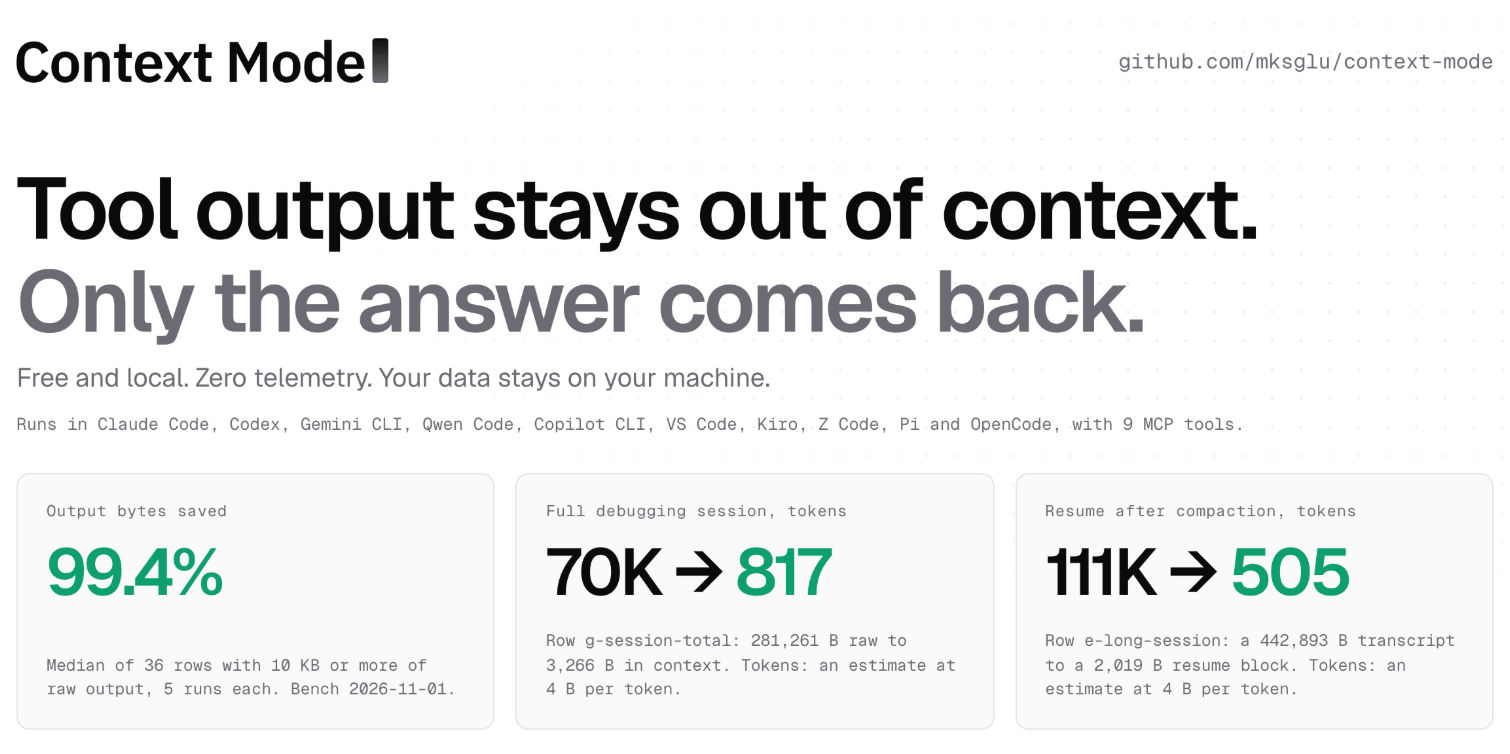 Context Mode
github.com/mksglu/context-mode
Tool output stays out of context.
Only the answer comes back.
Free and local. Zero telemetry. Your data stays on your machine.
Runs in Claude Code, Codex, Gemini CLI, Qwen Code, Copilot CLI, VS Code, Kiro, Z Code, Pi and OpenCode, with 9 MCP tools.
Output bytes saved
99.4%
Median of 36 rows with 10 KB or more of
raw output, 5 runs each. Bench 2026-11-01.
Full debugging session, tokens
70K → 817
Row g-session-total: 281,261 B raw to
3,266 B in context. Tokens: an estimate at
4 B per token.
Resume after compaction, tokens
111K → 505
Row e-long-session: a 442,893 B transcript
to a 2,019 B resume block. Tokens: an
estimate at 4 B per token.